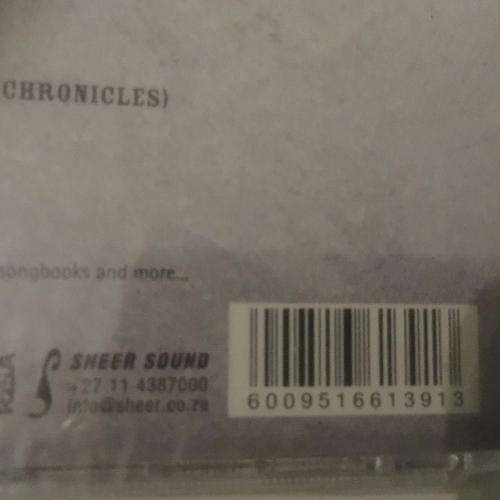 CHRONICLES)
songbooks and more...
SHEER SOUND
+27 11 4387000
info@sheer.co.za
6009516613913